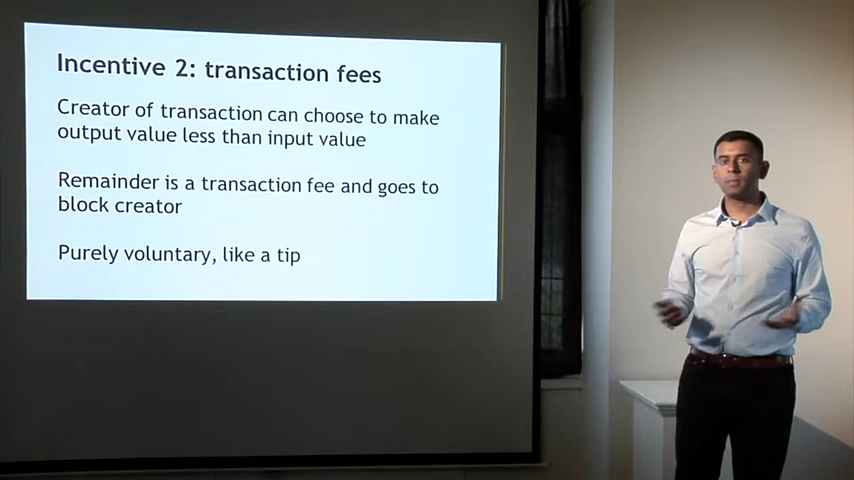 Incentive 2: transaction fees
Creator of transaction can choose to make
output value less than input value
Remainder is a transaction fee and goes to
block creator
Purely voluntary, like a tip